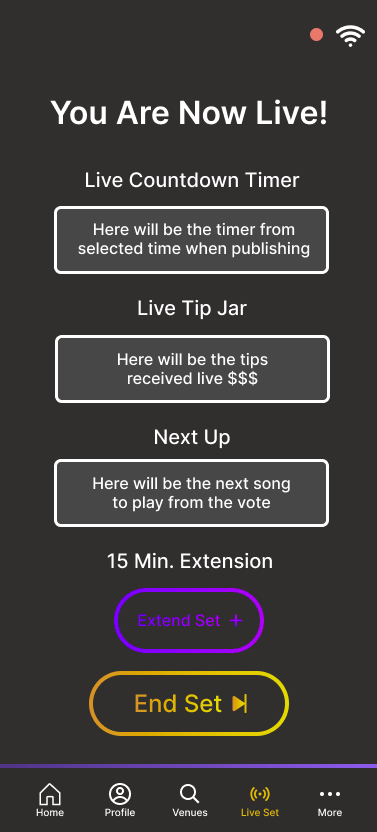 You Are Now Live!
Live Countdown Timer
Here will be the timer from
selected time when publishing
Live Tip Jar
Here will be the tips
received live $$$
Next Up
Here will be the next song
to play from the vote
15 Min. Extension
Extend Set +
End Set
Home
Profile
Venues
Live Set
More